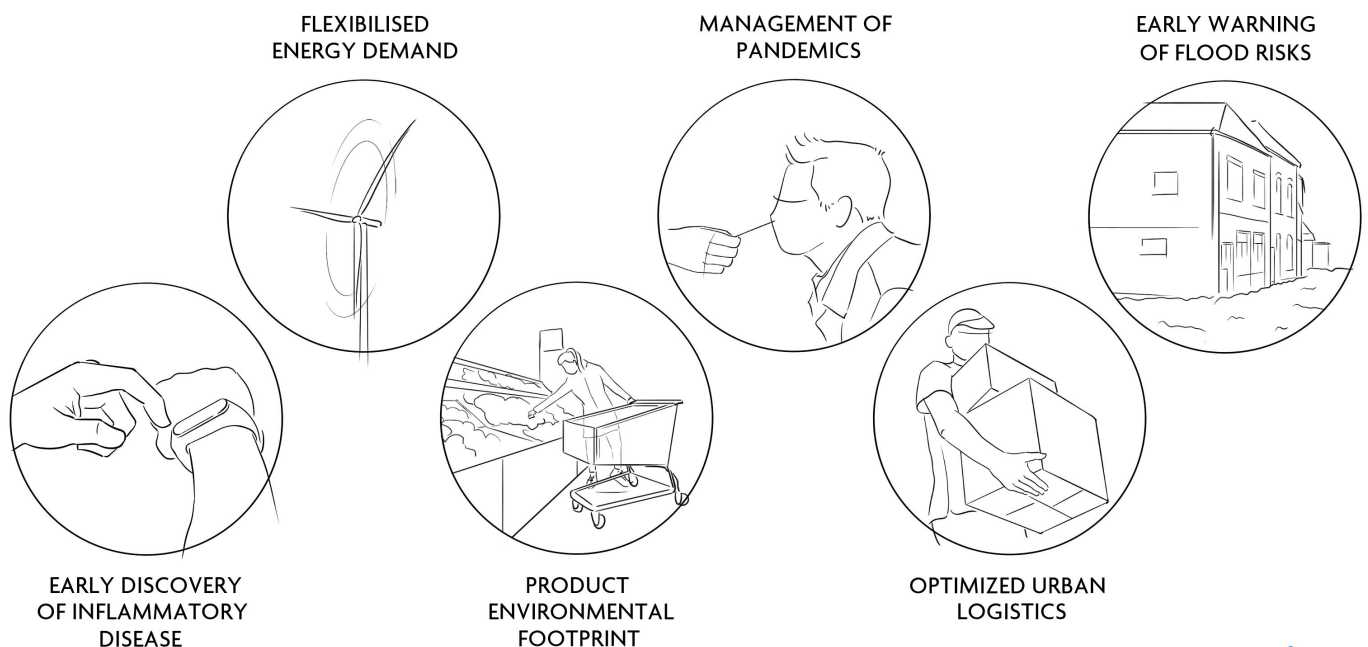 FLEXIBILISED
ENERGY DEMAND
MANAGEMENT OF
PANDEMICS
EARLY WARNING
OF FLOOD RISKS
EARLY DISCOVERY
OF INFLAMMATORY
DISEASE
PRODUCT
ENVIRONMENTAL
FOOTPRINT
OPTIMIZED URBAN
LOGISTICS